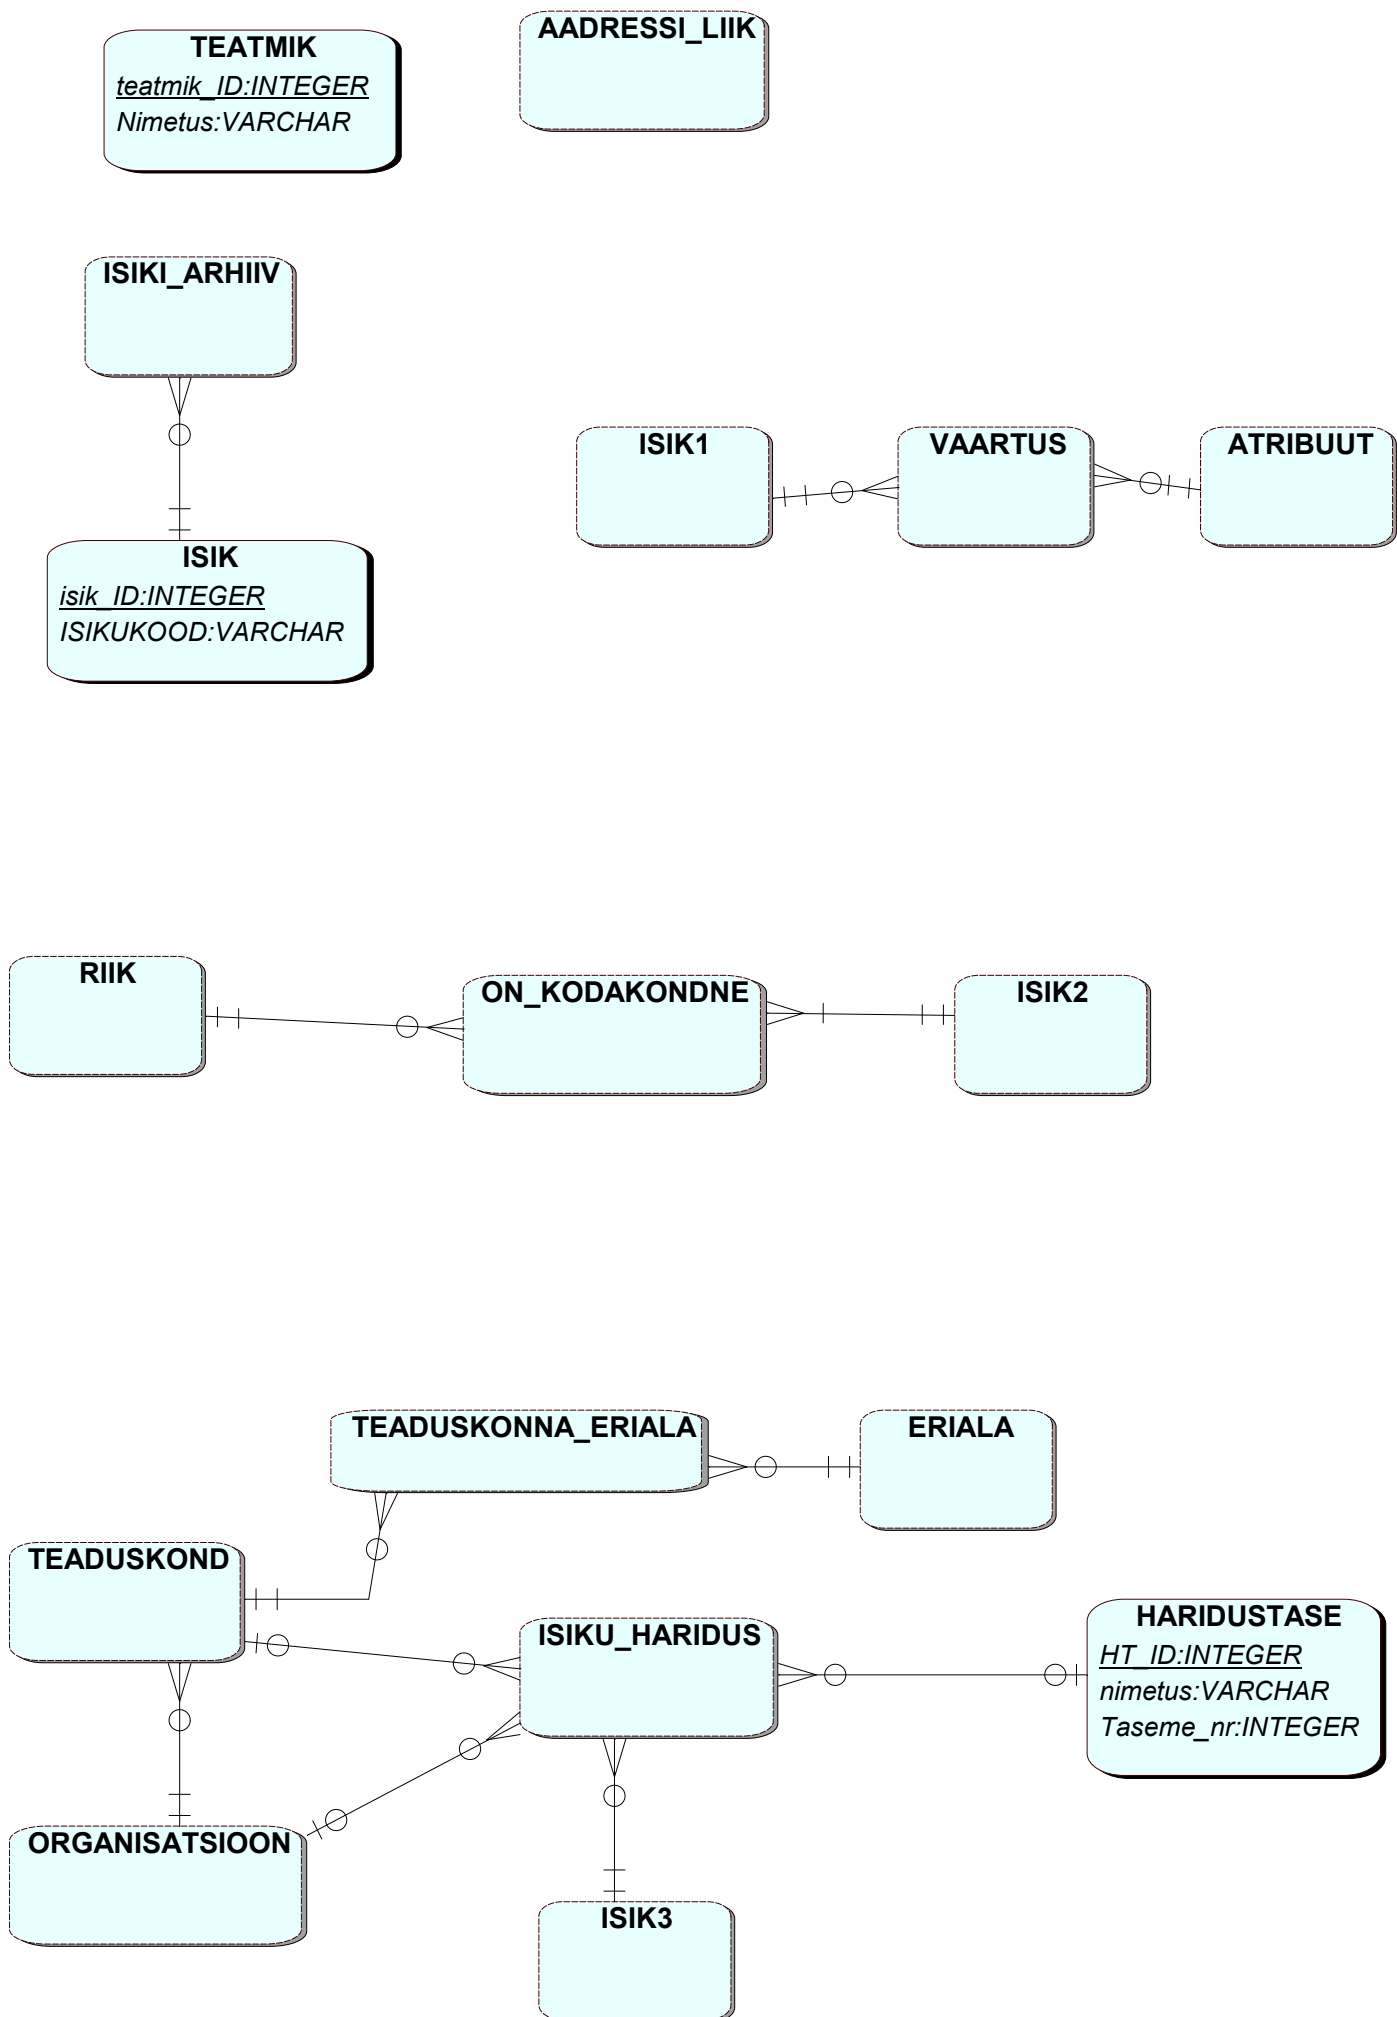 TEATMIK
teatmik_ID:INTEGER
Nimetus:VARCHAR
AADRESSI_LIIK
ISIKI_ARHIIV
ISIK
isik_ID:INTEGER
ISIKUKOOD:VARCHAR
ISIK1
VAARTUS
ATRIBUUT
RIIK
ON_KODAKONDNE
ISIK2
TEADUSKONNA_ERIALA
ERIALA
TEADUSKOND
ISIKU_HARIDUS
HARIDUSTASE
HT_ID:INTEGER
nimetus:VARCHAR
Taseme_nr:INTEGER
ORGANISATSIOON
ISIK3